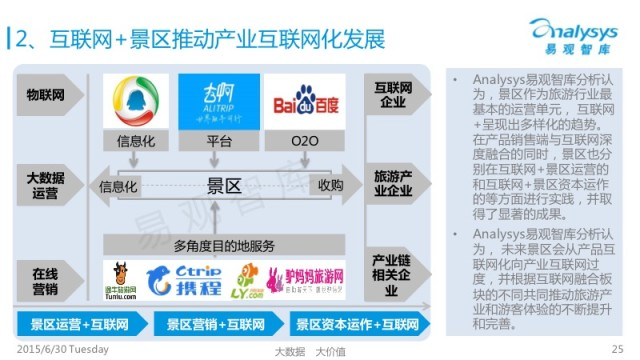 2、互联网+景区推动产业互联网化发展
Analysys
易观智库
物联网
大数据
运营
在线
营销
去啊
ALITRIP
世界触手可行
Baidu百度
信息化
平台
O2O
信息化
景区
收购
易观智库
多角度目的地服务
途牛旅游网
Tuniu.com
Ctrip
携程
LY.com
驴妈妈旅游网
互联网
企业
旅游产
业企业
产业链
相关企
业
景区运营+互联网
景区营销+互联网
景区资本运作+互联网
• Analysys易观智库分析认
为，景区作为旅游行业最
基本的运营单元， 互联网
+呈现出多样化的趋势。
在产品销售端与互联网深
度融合的同时，景区也分
别在互联网+景区运营的
和互联网+景区资本运作
的等方面进行实践，并取
得了显著的成果。
• Analysys易观智库分析认
为， 未来景区会从产品互
联网化向产业互联网过
度，并根据互联网融合板
块的不同共同推动旅游产
业和游客体验的不断提升
和完善。
2015/6/30 Tuesday
大数据 大价值
25